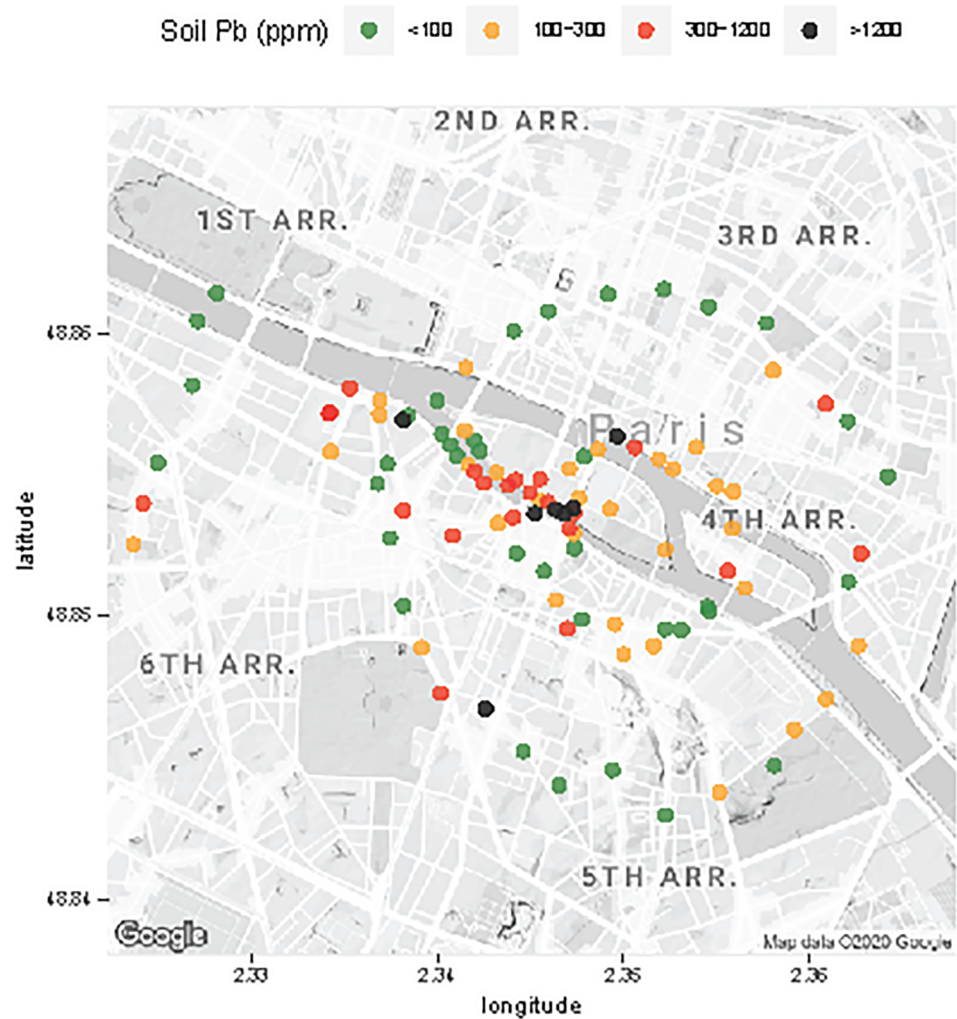 Soil Pb (ppm) <100 100-300 300-1200 >1200
2ND ARR.
1ST ARR.
3RD ARR.
48.86
Paris
4TH ARR.
latitude
48.85
6TH ARR.
5TH ARR.
48.84
Google
Map data ©2020 Google
2.33 2.34 2.35 2.36
longitude